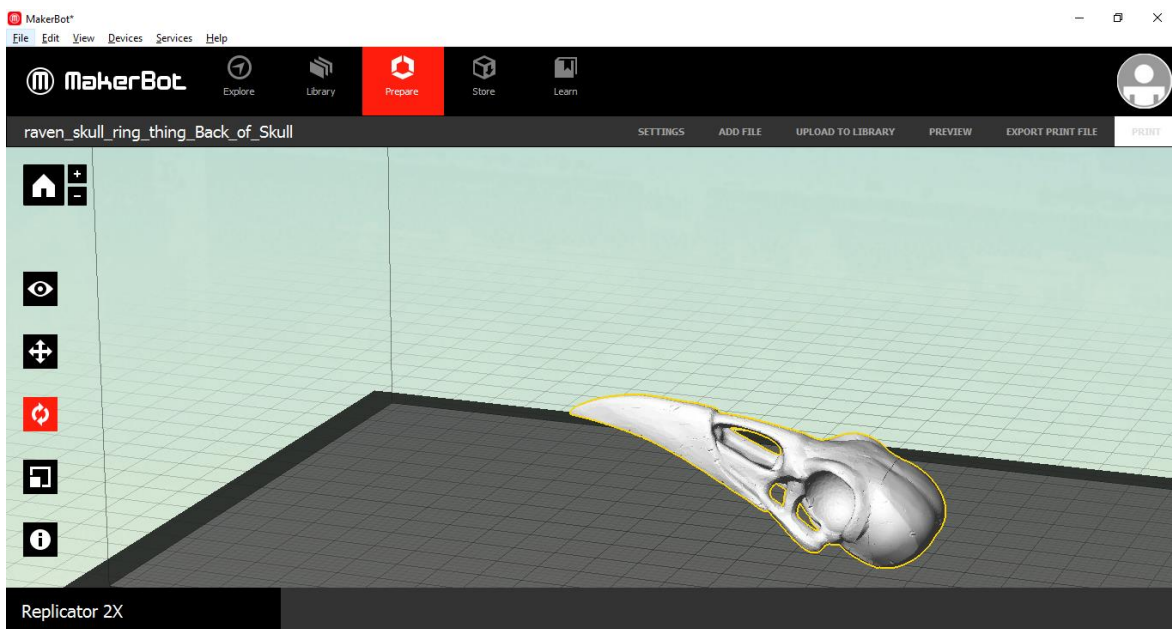 MakerBot*
File Edit View Devices Services Help
MakerBot Explore Library Prepare Store Learn
raven_skull_ring_thing_Back_of_Skull SETTINGS ADD FILE UPLOAD TO LIBRARY PREVIEW EXPORT PRINT FILE PRINT
Replicator 2X